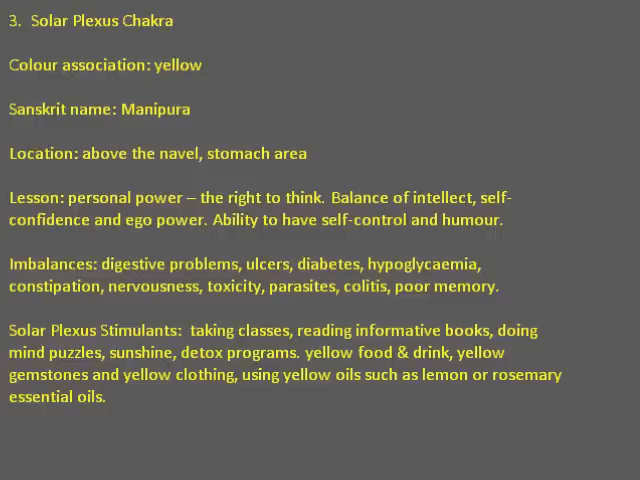 3.  Solar Plexus Chakra
Colour association: yellow
Sanskrit name: Manipura
Location: above the navel, stomach area
Lesson: personal power – the right to think.  Balance of intellect, self-
confidence and ego power. Ability to have self-control and humour.
Imbalances: digestive problems, ulcers, diabetes, hypoglycaemia,
constipation, nervousness, toxicity, parasites, colitis, poor memory.
Solar Plexus Stimulants:  taking classes, reading informative books, doing
mind puzzles, sunshine, detox programs. yellow food & drink, yellow
gemstones and yellow clothing, using yellow oils such as lemon or rosemary
essential oils.